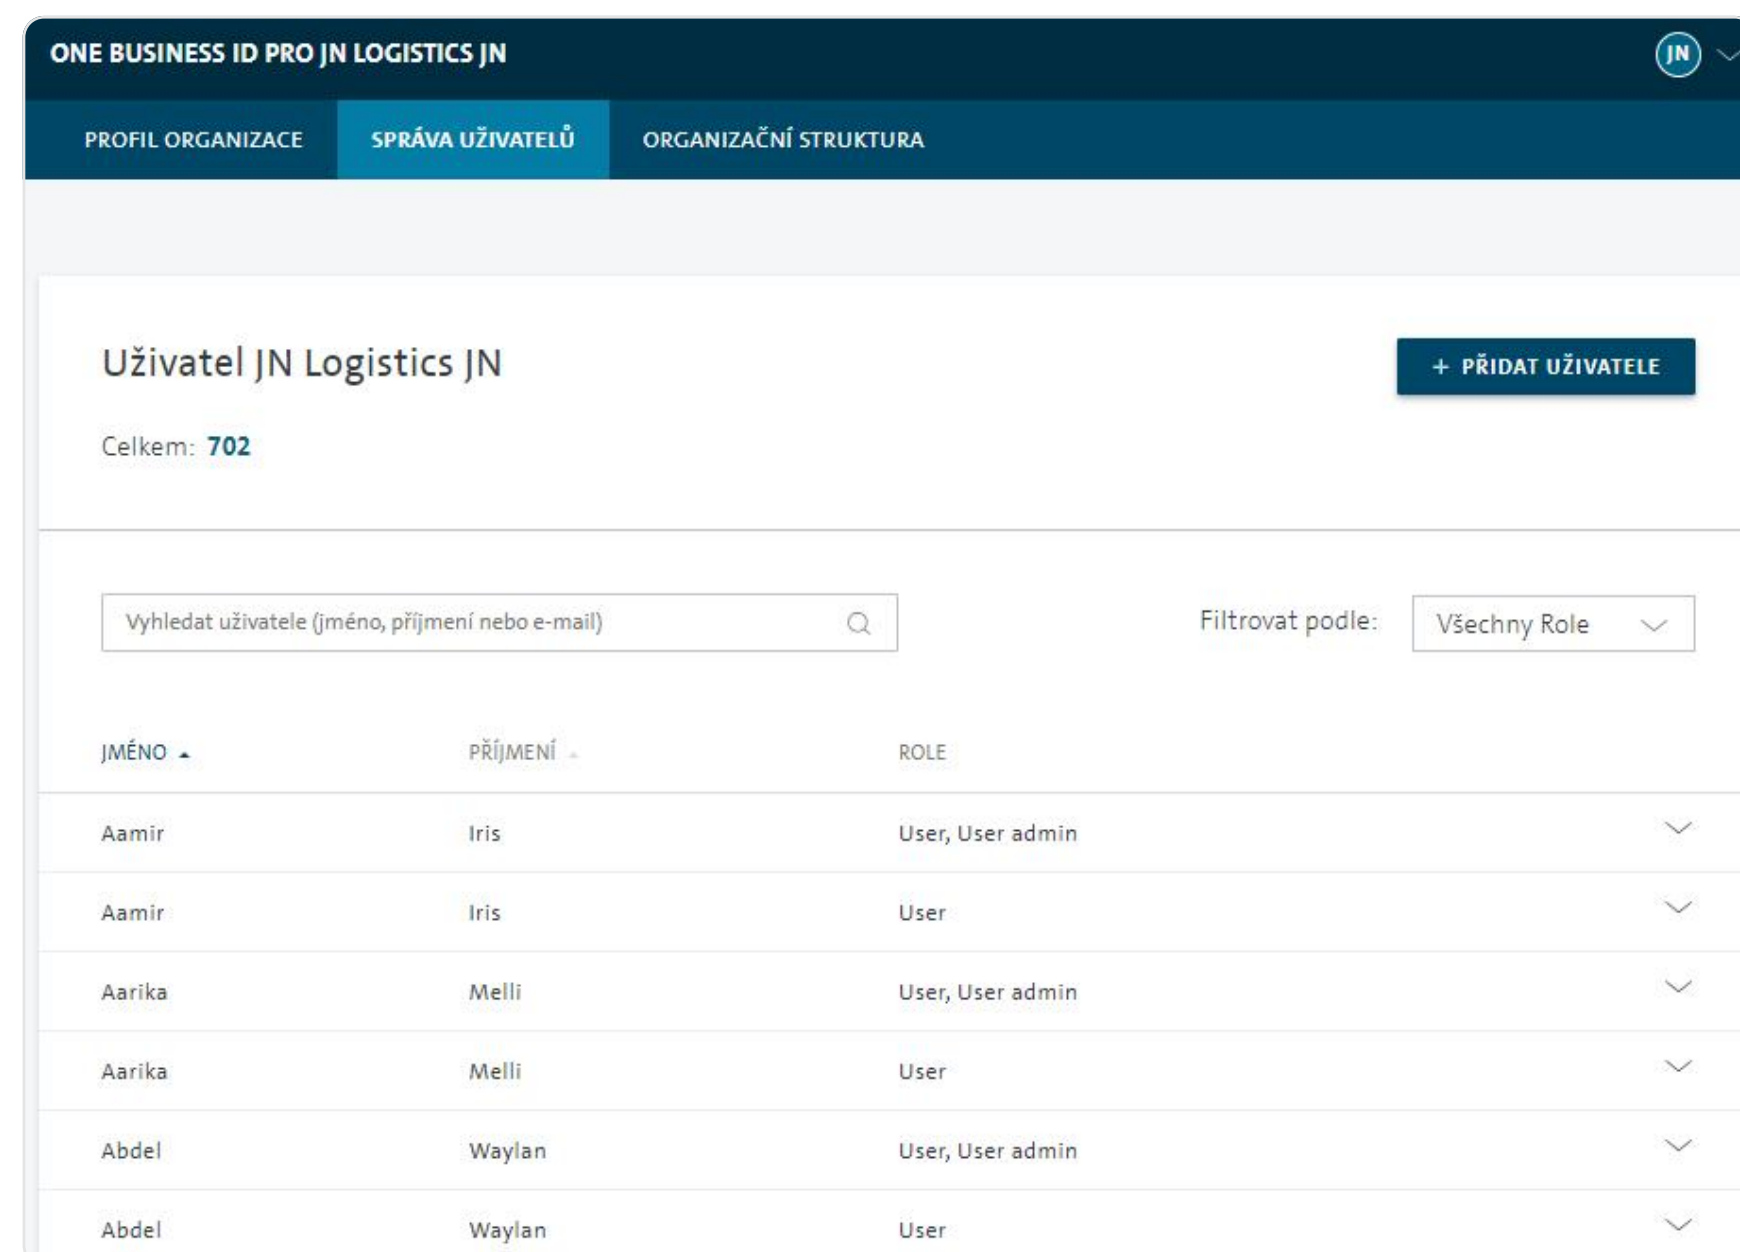 ONE BUSINESS ID PRO JN LOGISTICS JN JN
PROFIL ORGANIZACE SPRÁVA UŽIVATELŮ ORGANIZAČNÍ STRUKTURA
Uživatel JN Logistics JN
+ PŘIDAT UŽIVATELE
Celkem: 702
Vyhledat uživatele (jméno, příjmení nebo e-mail) Filtrovat podle: Všechny Role
JMÉNO PŘÍJMENÍ ROLE
Aamir Iris User, User admin
Aamir Iris User
Aarika Melli User, User admin
Aarika Melli User
Abdel Waylan User, User admin
Abdel Waylan User